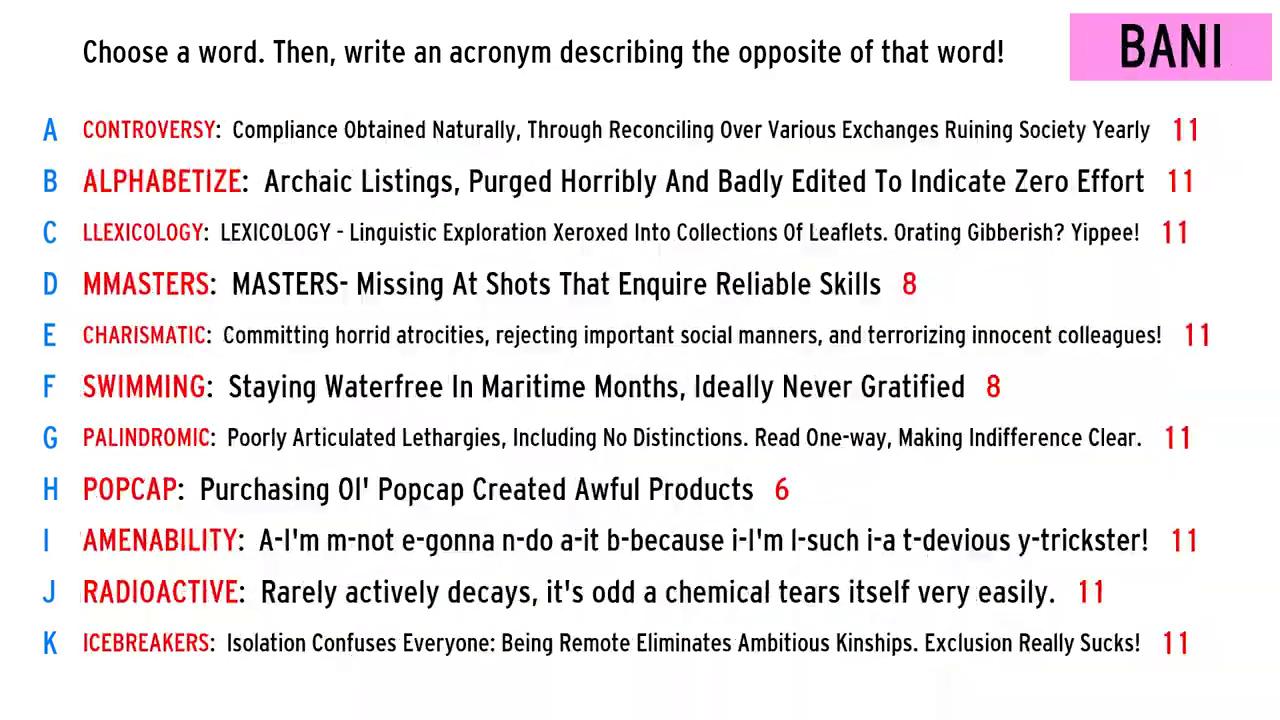 Choose a word. Then, write an acronym describing the opposite of that word!
BANI
A CONTROVERSY: Compliance Obtained Naturally, Through Reconciling Over Various Exchanges Ruining Society Yearly 11
B ALPHABETIZE: Archaic Listings, Purged Horribly And Badly Edited To Indicate Zero Effort 11
C LLEXICOLOGY: LEXICOLOGY - Linguistic Exploration Xeroxed Into Collections Of Leaflets. Orating Gibberish? Yippee! 11
D MMASTERS: MASTERS- Missing At Shots That Enquire Reliable Skills 8
E CHARISMATIC: Committing horrid atrocities, rejecting important social manners, and terrorizing innocent colleagues! 11
F SWIMMING: Staying Waterfree In Maritime Months, Ideally Never Gratified 8
G PALINDROMIC: Poorly Articulated Lethargies, Including No Distinctions. Read One-way, Making Indifference Clear. 11
H POPCAP: Purchasing Ol' Popcap Created Awful Products 6
I AMENABILITY: A-I'm m-not e-gonna n-do a-it b-because i-I'm l-such i-a t-devious y-trickster! 11
J RADIOACTIVE: Rarely actively decays, it's odd a chemical tears itself very easily. 11
K ICEBREAKERS: Isolation Confuses Everyone: Being Remote Eliminates Ambitious Kinships. Exclusion Really Sucks! 11